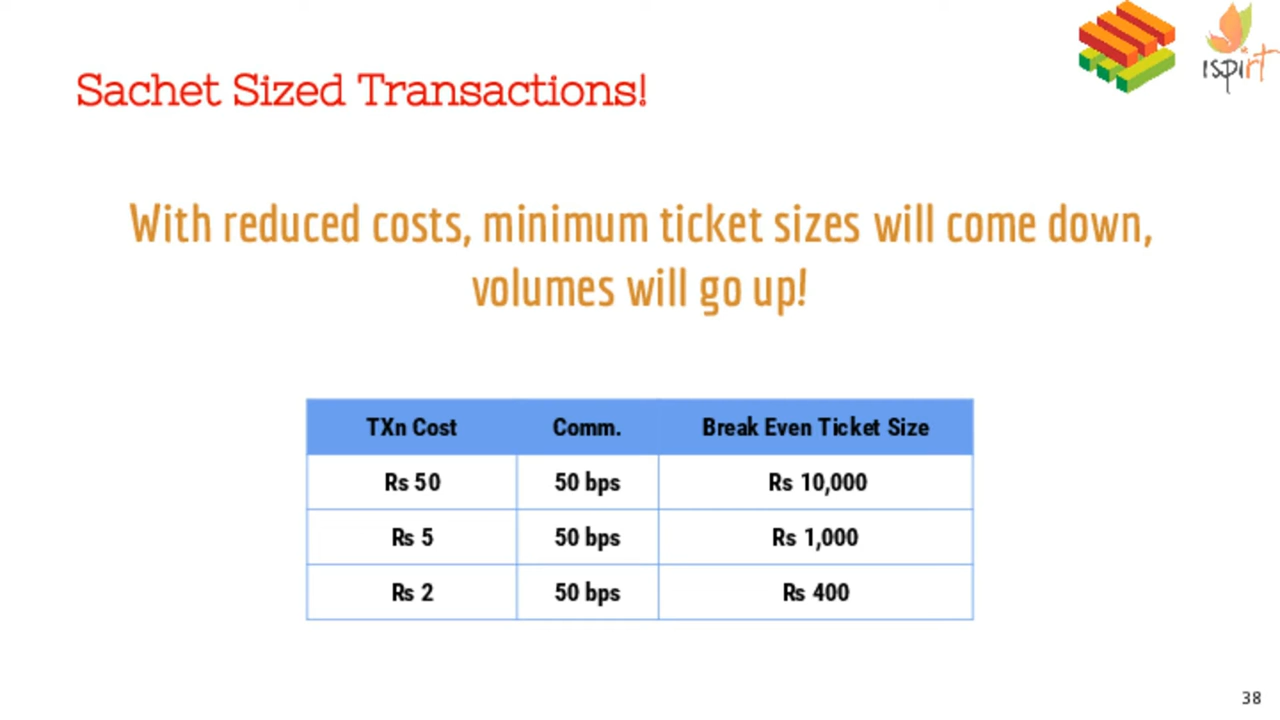 ispirt
Sachet Sized Transactions!
With reduced costs, minimum ticket sizes will come down,
volumes will go up!
TXn Cost Comm. Break Even Ticket Size
Rs 50 50 bps Rs 10,000
Rs 5 50 bps Rs 1,000
Rs 2 50 bps Rs 400
38